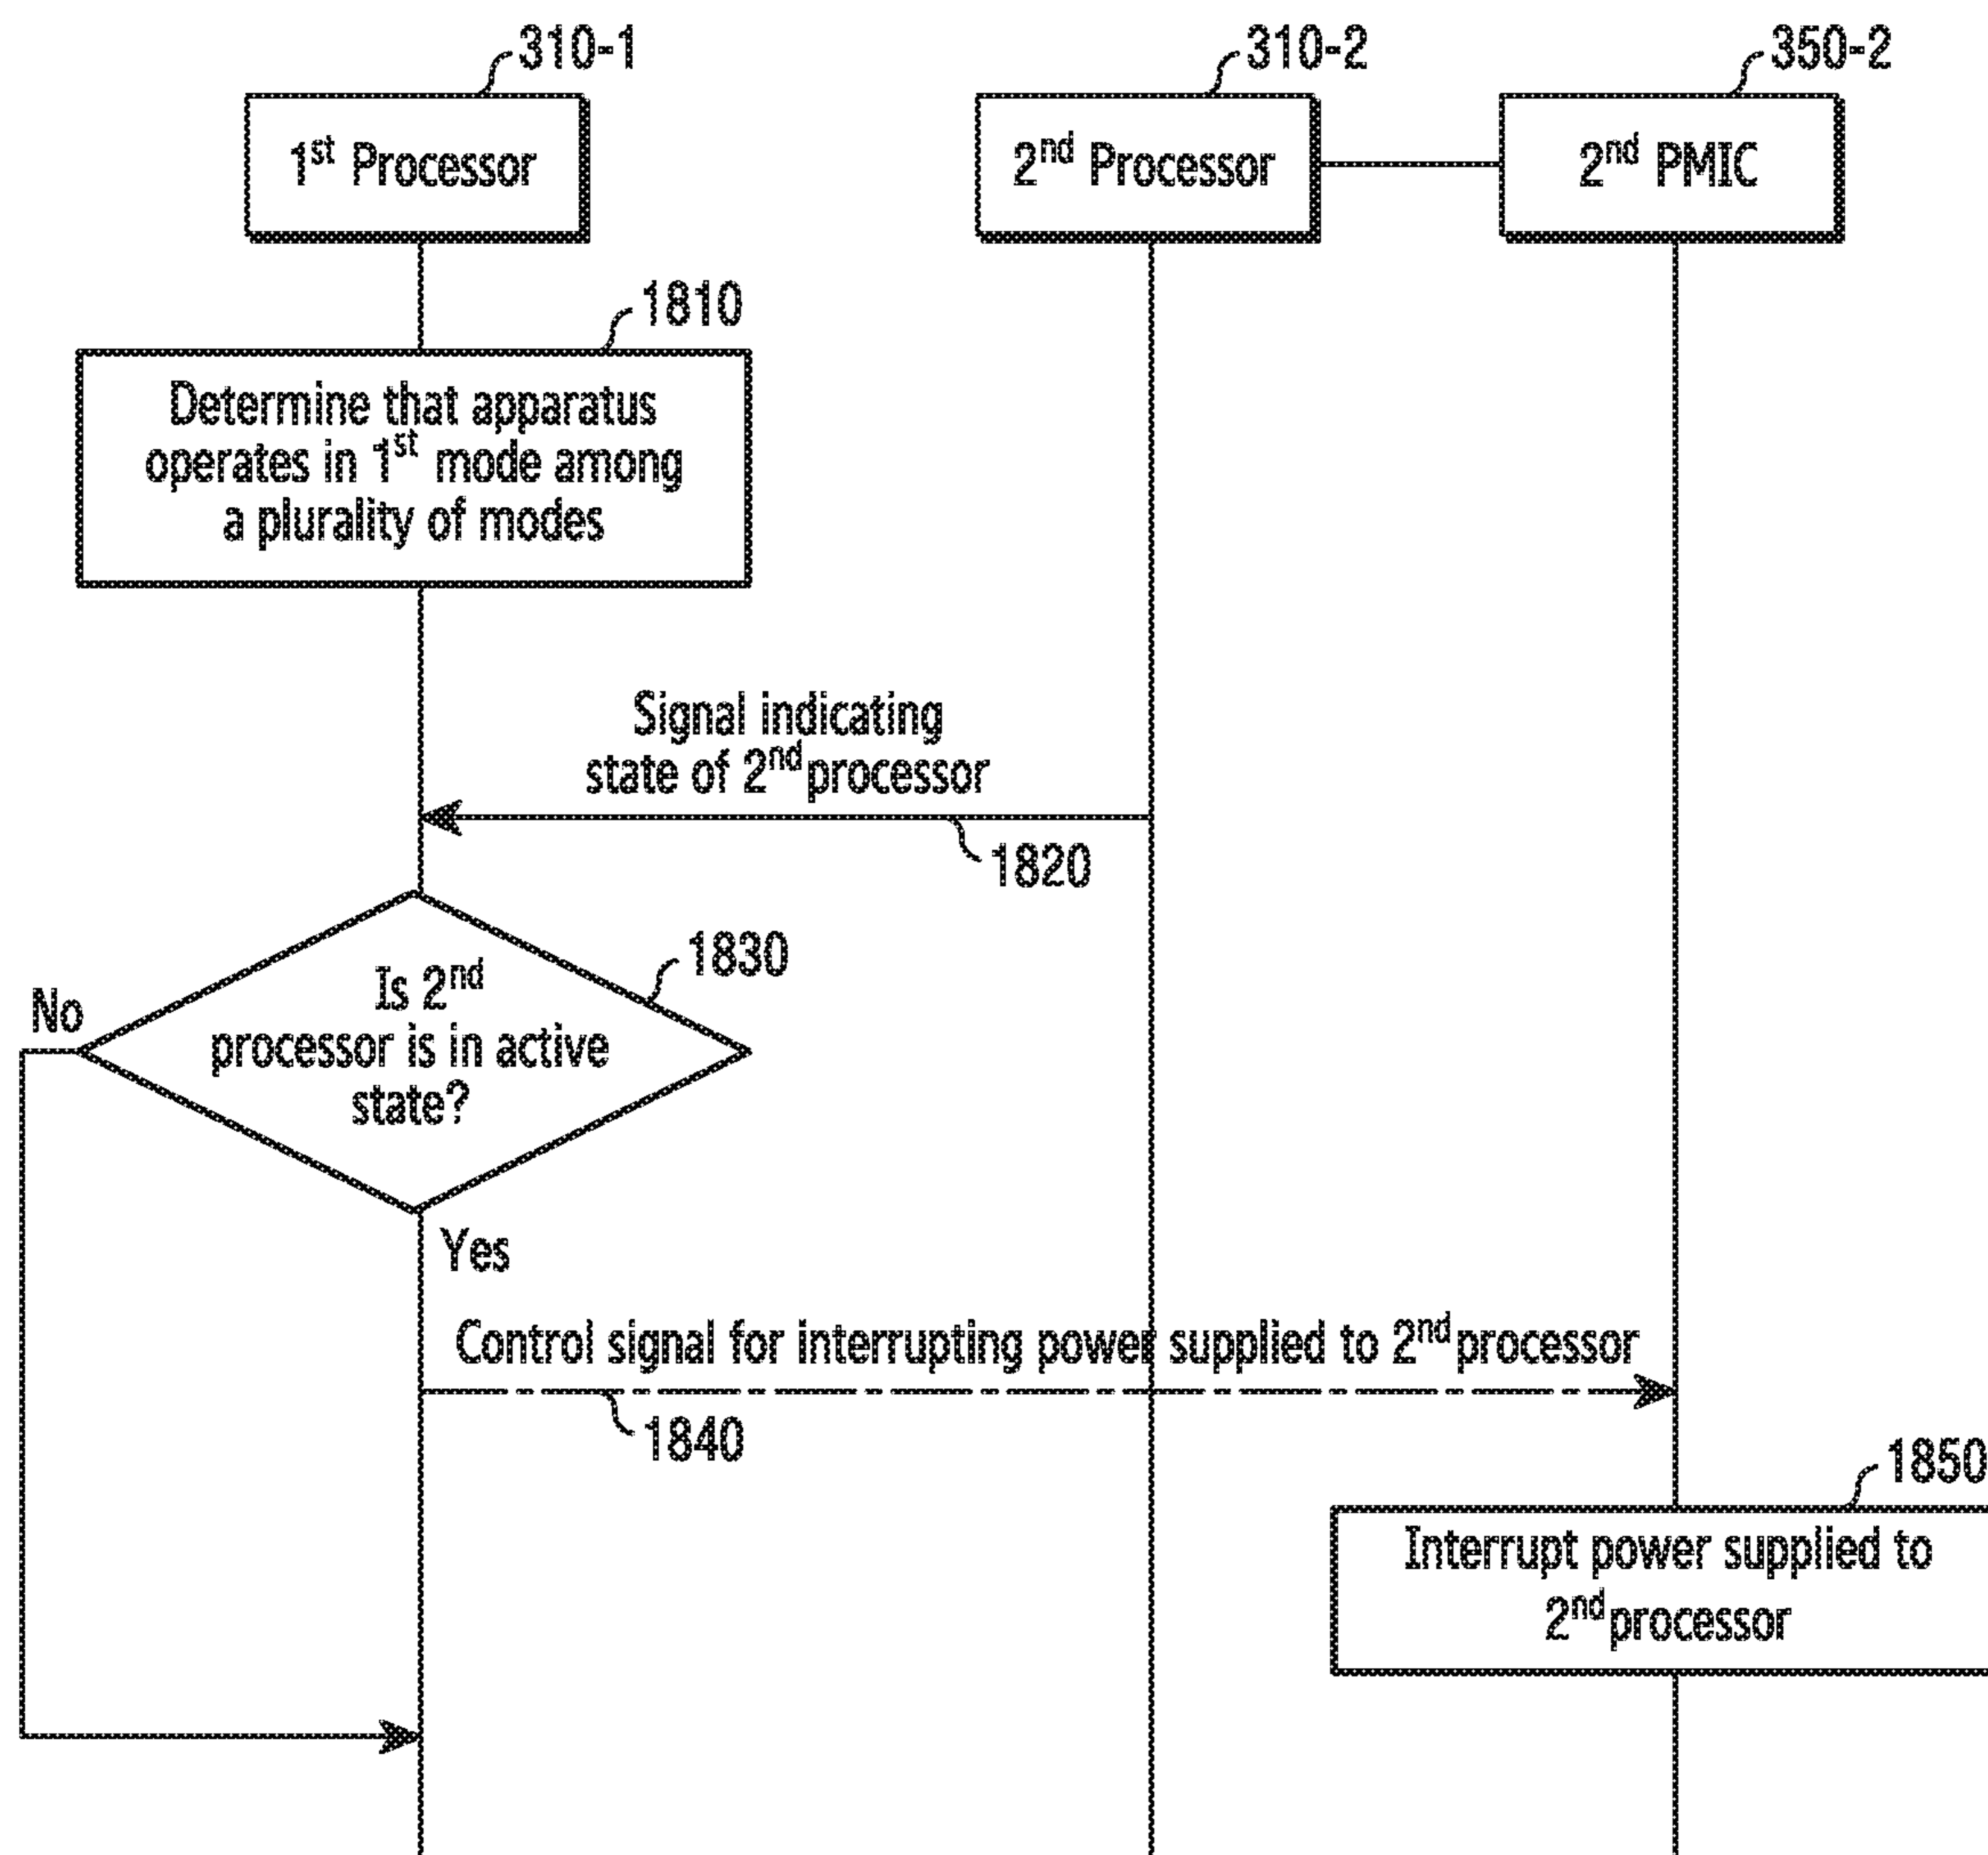 310-1
310-2
350-2
1st Processor
2nd Processor
2nd PMIC
1810
Determine that apparatus
operates in 1st mode among
a plurality of modes
Signal indicating
state of 2nd processor
1820
1830
Is 2nd
processor is in active
state?
No
Yes
Control signal for interrupting power supplied to 2nd processor
1840
1850
Interrupt power supplied to
2nd processor